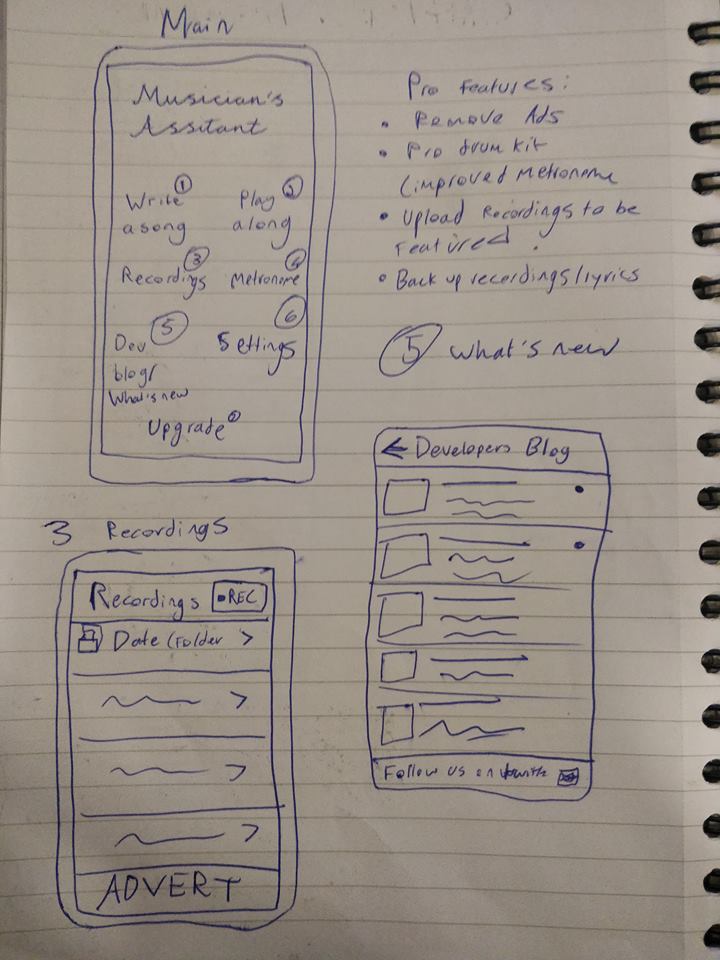 Main
Musician's
Assitant
Write ①
a song
Play ②
along
Recordings ③
Metronome ④
Dev ⑤
blog/
What's new
Settings ⑥
Upgrade
Pro Features:
• Remove Ads
• Pro drum kit
(improved Metronome
• Upload Recordings to be
Featured.
• Back up recordings/lyrics
⑤ What's new
← Developers Blog
Follow us on
3 Recordings
Recordings •REC
Date (Folder >
ADVERT